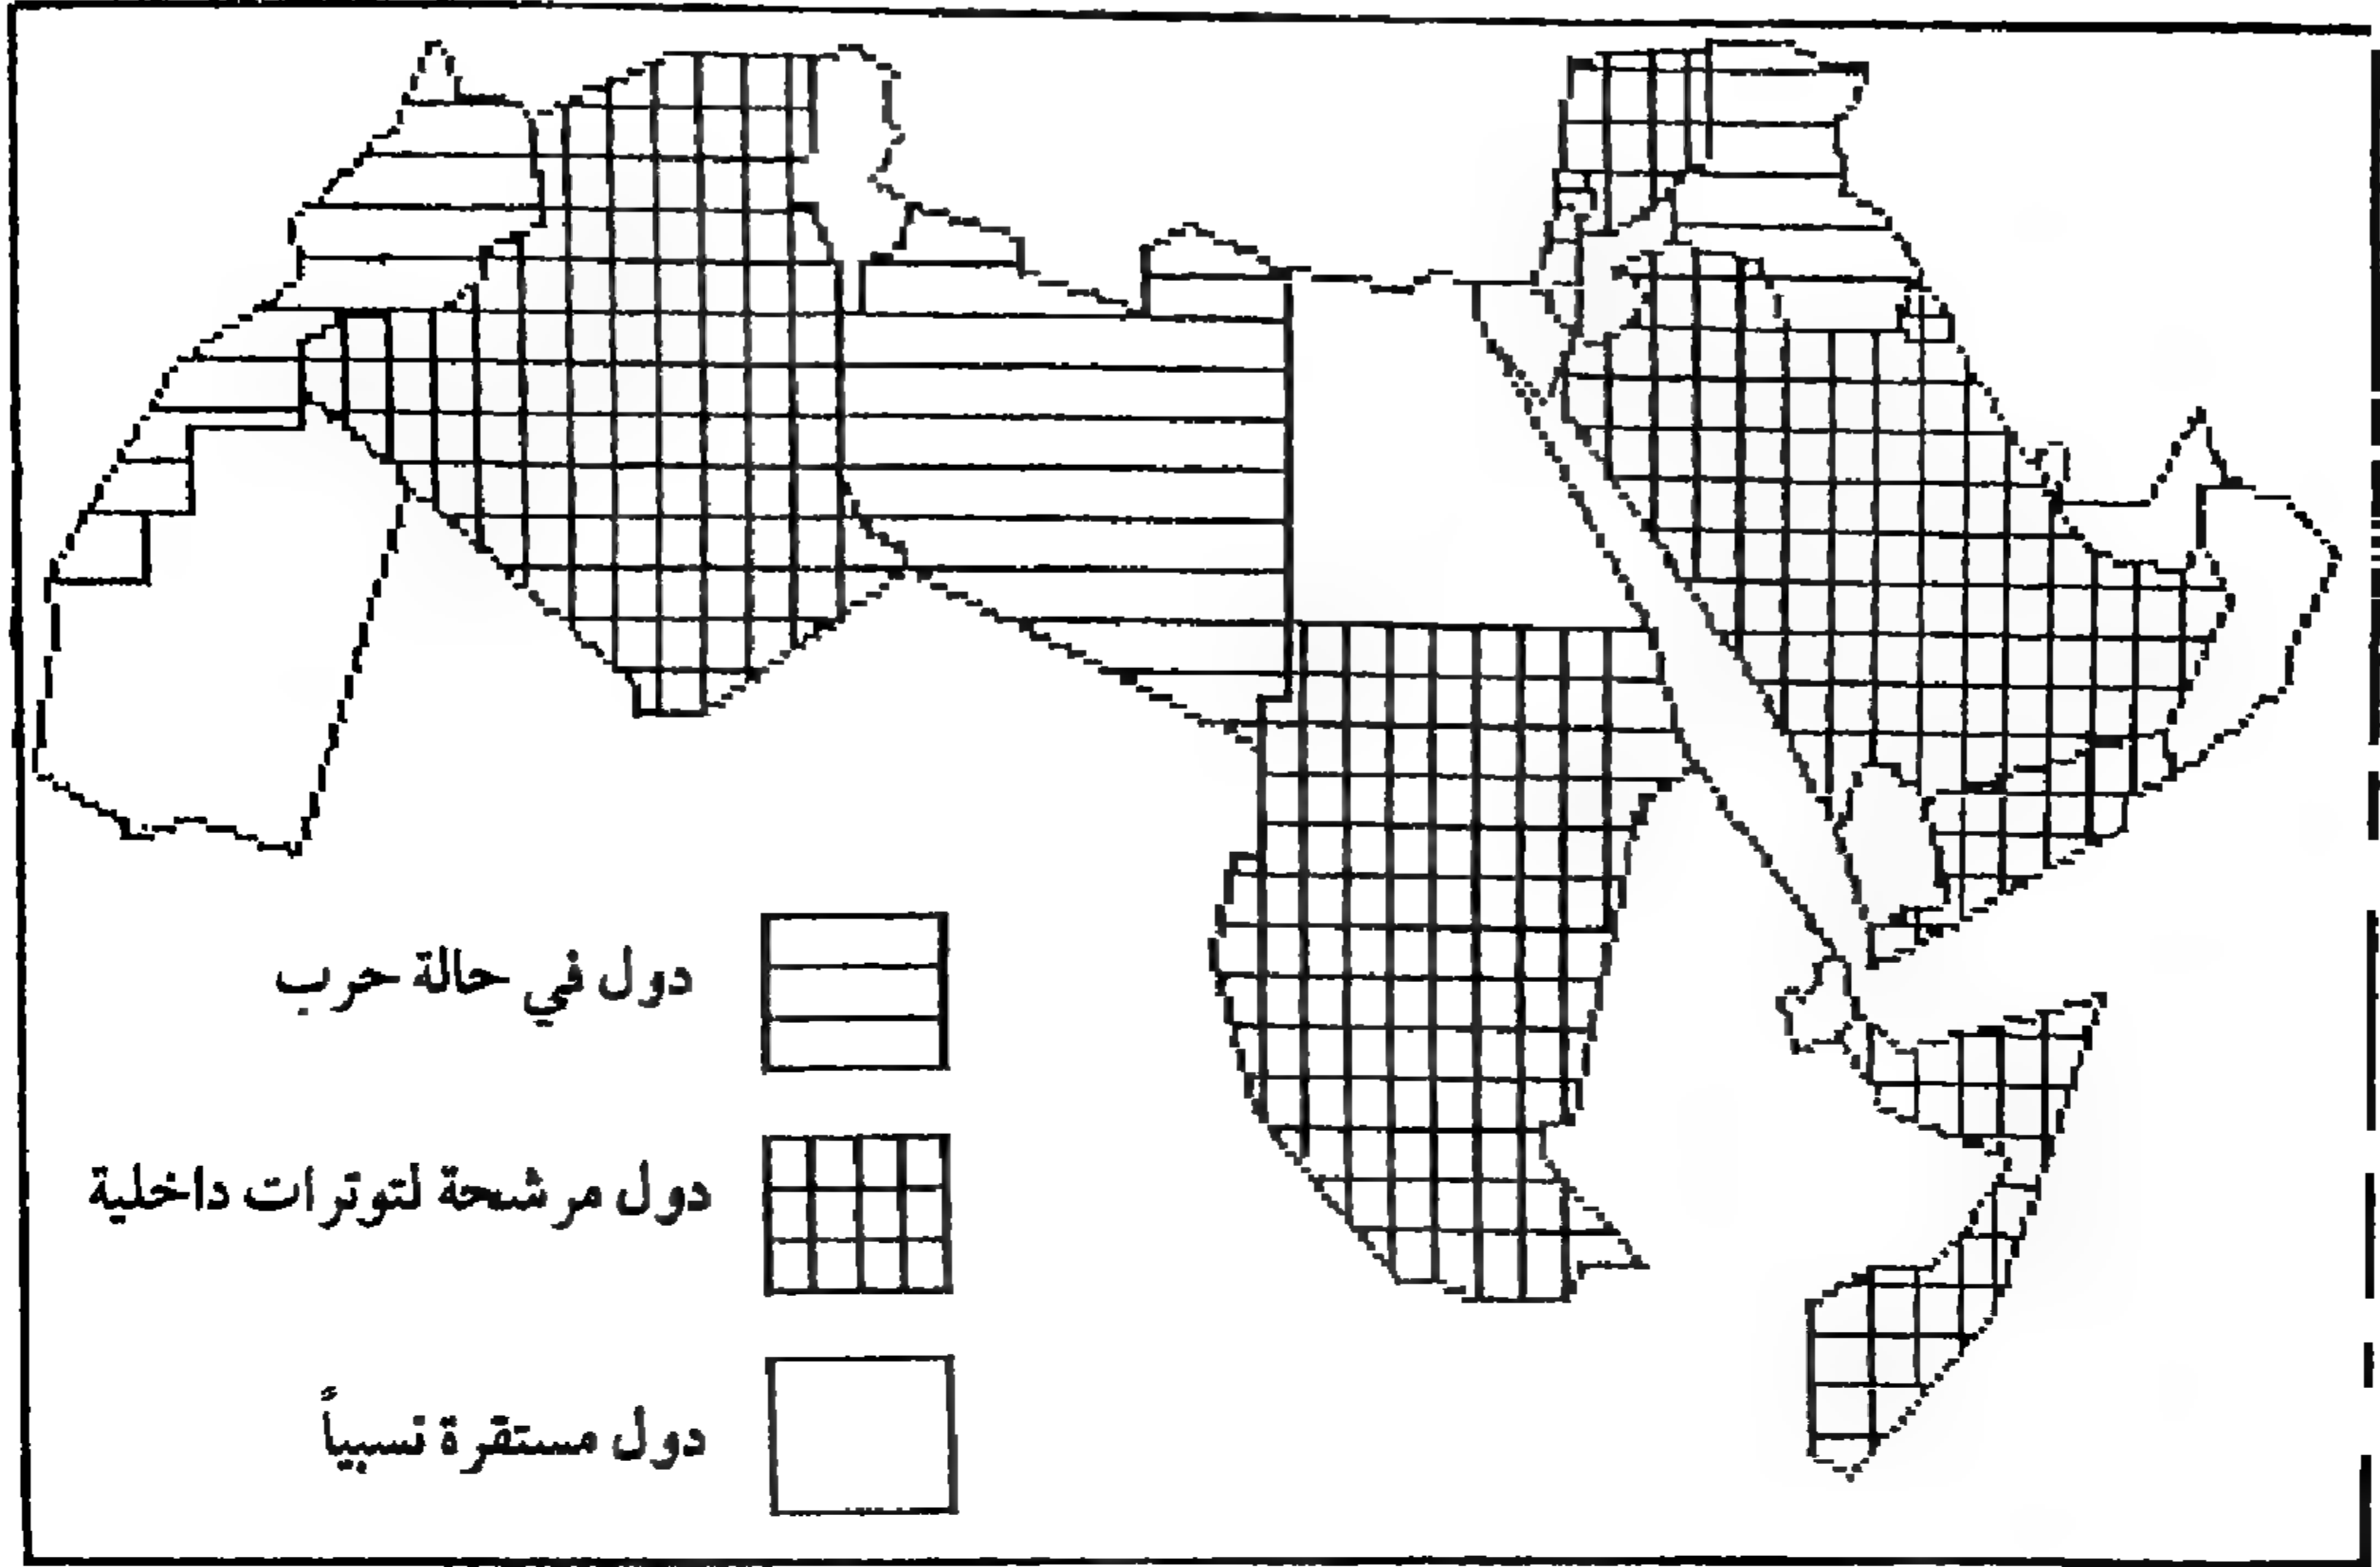 دول في حالة حرب
دول مرشحة لتوترات داخلية
دول مستقرة نسبياً